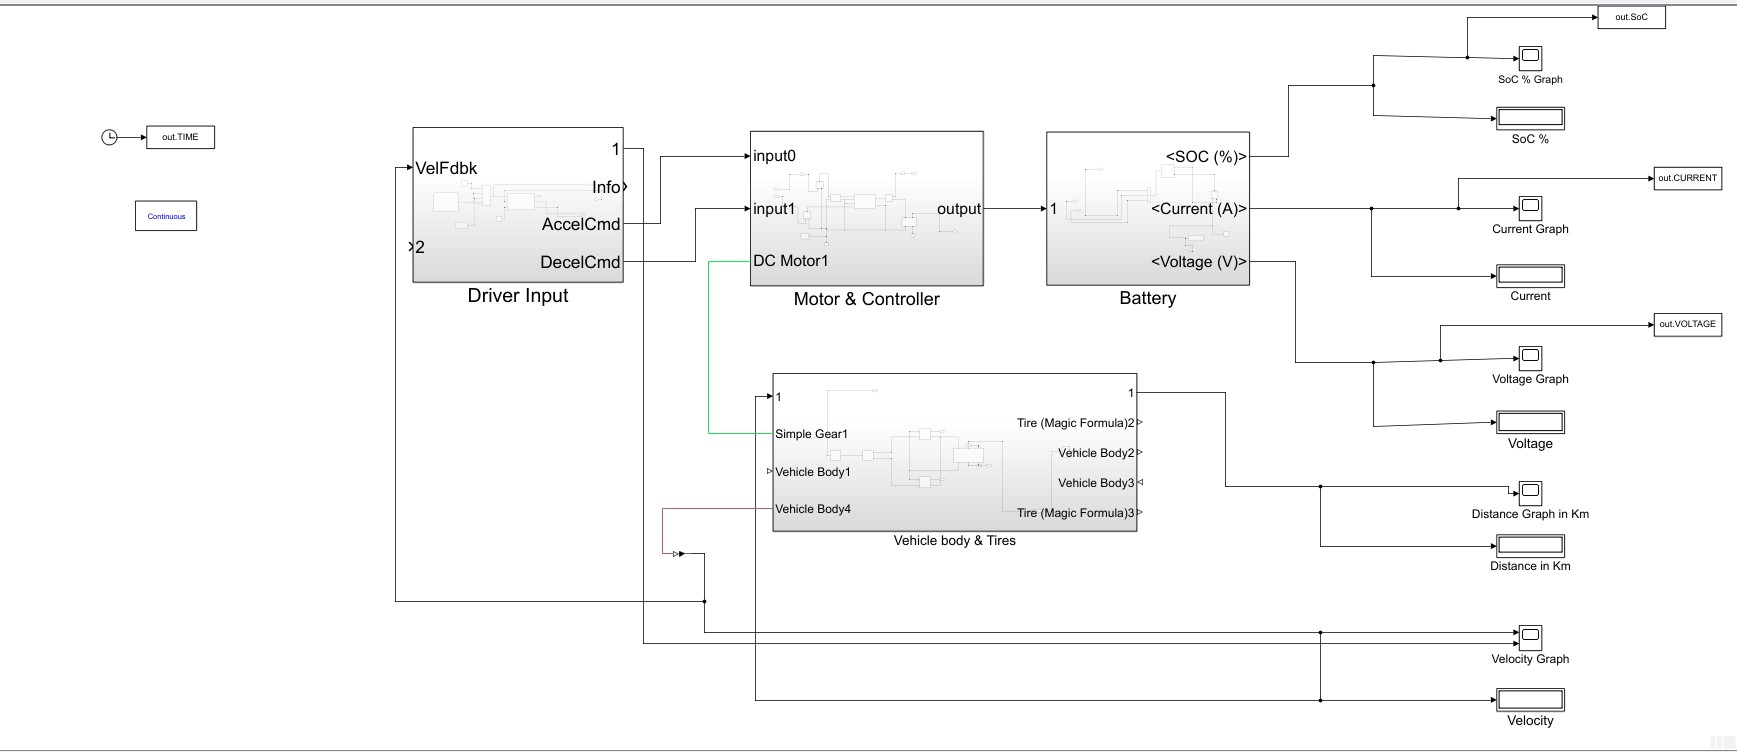 out.SoC
SoC % Graph
SoC %
out.TIME
Continuous
VelFdbk
2
1
Info
AccelCmd
DecelCmd
Driver Input
input0
input1
DC Motor1
output
Motor & Controller
1
<SOC (%)>
<Current (A)>
<Voltage (V)>
Battery
out.CURRENT
Current Graph
Current
out.VOLTAGE
Voltage Graph
Voltage
1
Simple Gear1
Vehicle Body1
Vehicle Body4
1
Tire (Magic Formula)2
Vehicle Body2
Vehicle Body3
Tire (Magic Formula)3
Vehicle body & Tires
Distance Graph in Km
Distance in Km
Velocity Graph
Velocity